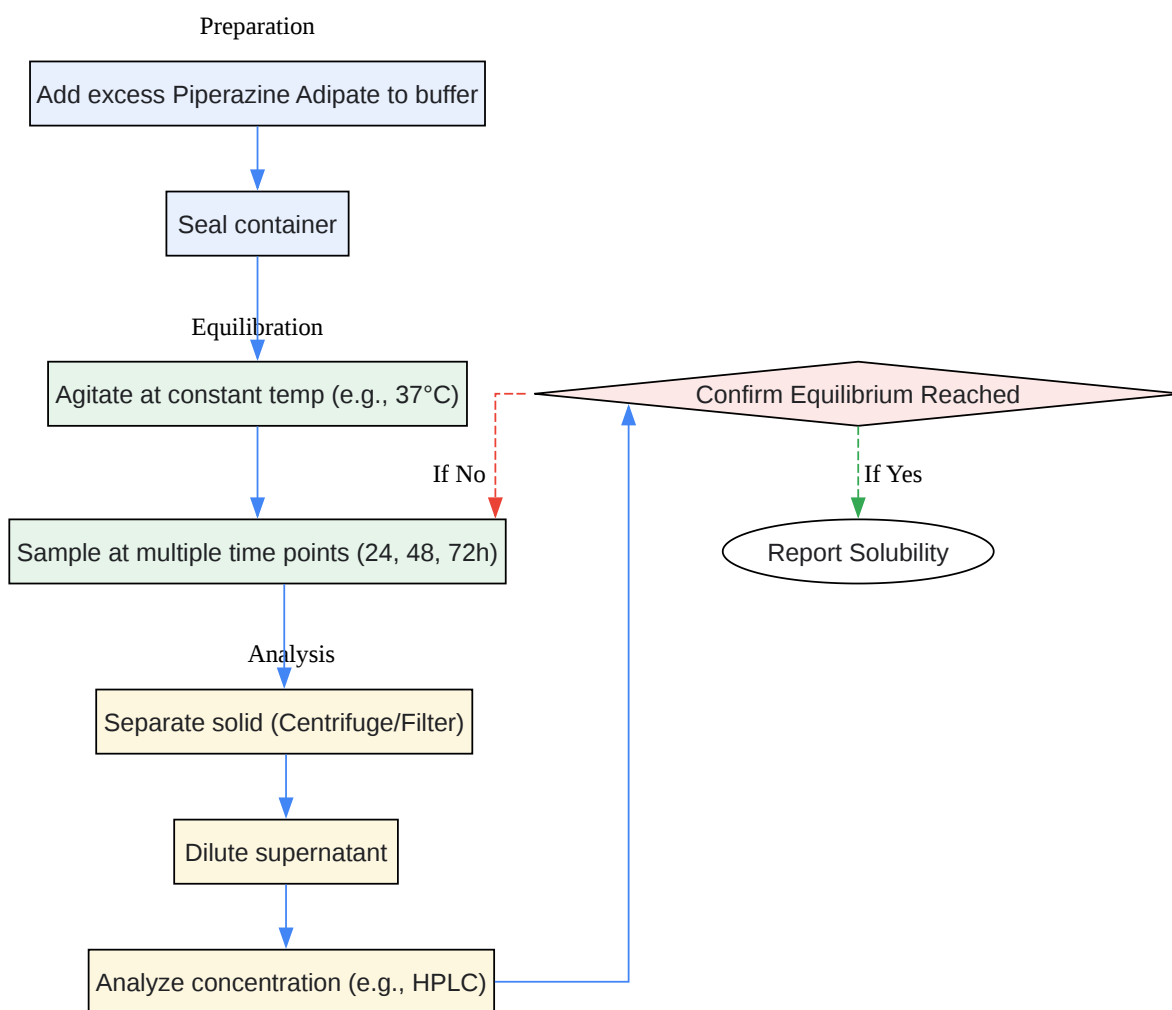 Preparation
Add excess Piperazine Adipate to buffer
Seal container
Equilibration
Agitate at constant temp (e.g., 37°C)
Confirm Equilibrium Reached
If No
If Yes
Sample at multiple time points (24, 48, 72h)
Report Solubility
Analysis
Separate solid (Centrifuge/Filter)
Dilute supernatant
Analyze concentration (e.g., HPLC)